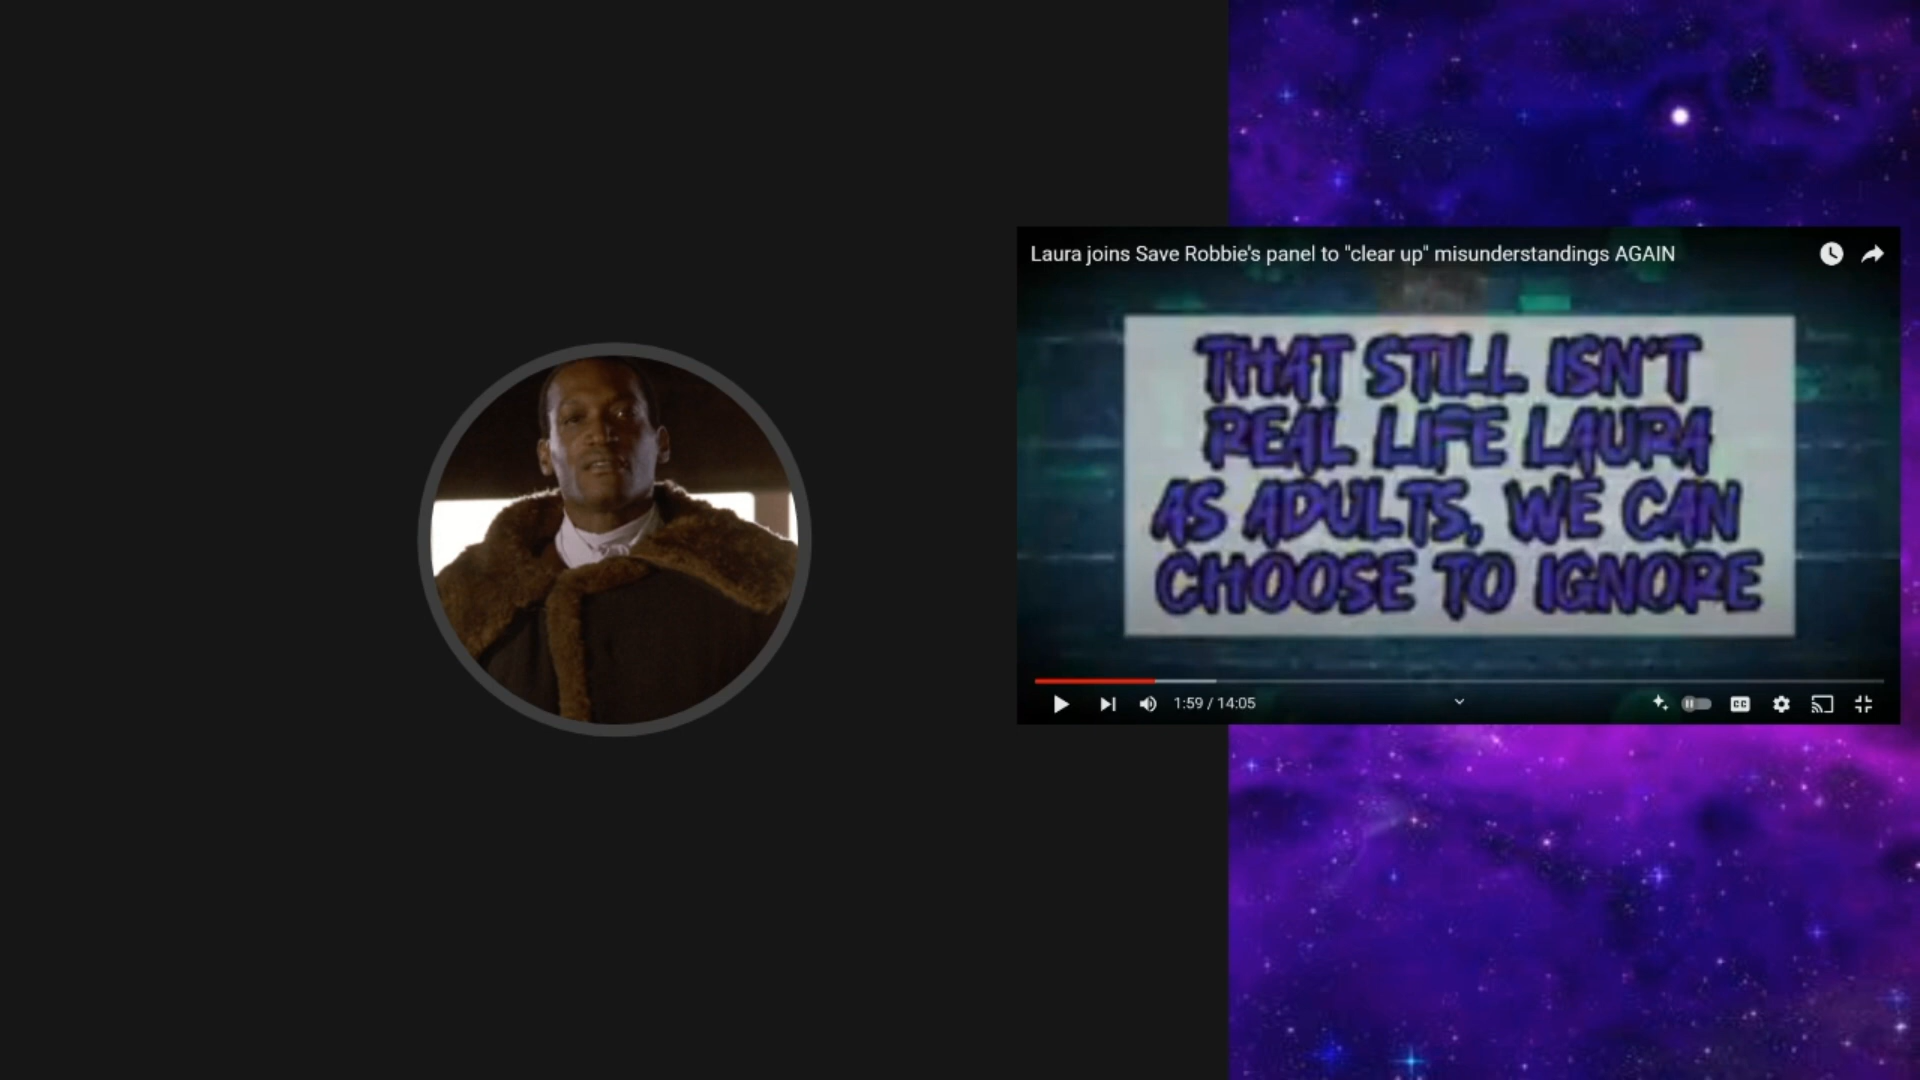 Laura joins Save Robbie's panel to "clear up" misunderstandings AGAIN
THAT STILL ISN'T
REAL LIFE LAURA
AS ADULTS, WE CAN
CHOOSE TO IGNORE
1:59 / 14:05
CC